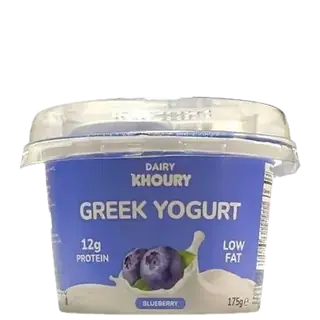 DAIRY
KHOURY
GREEK YOGURT
12g
PROTEIN
LOW
FAT
BLUEBERRY
175g